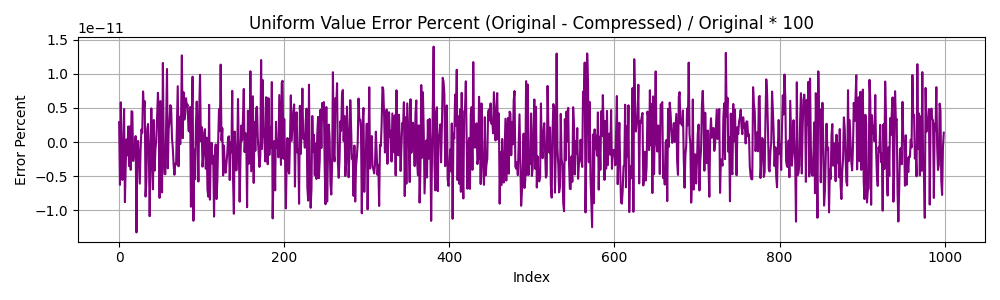 Uniform Value Error Percent (Original - Compressed) / Original * 100
1e−11
1.5
1.0
0.5
0.0
−0.5
−1.0
Error Percent
0 200 400 600 800 1000
Index